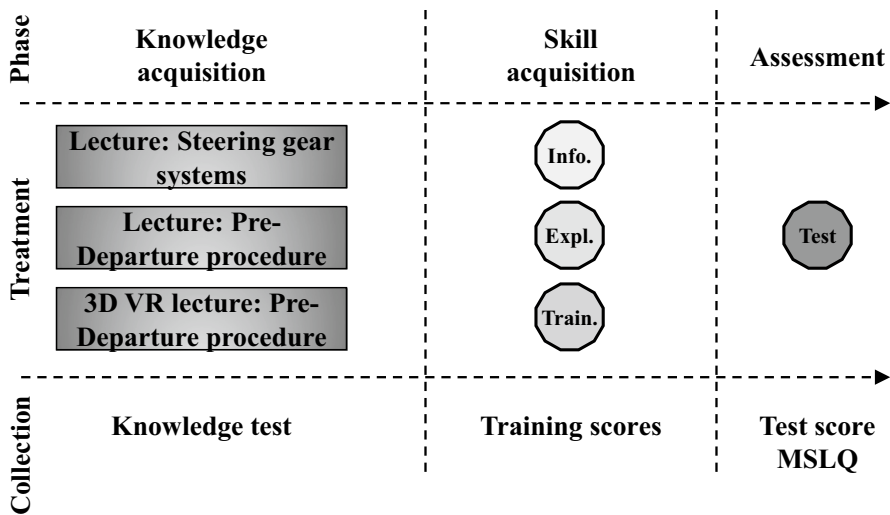 Phase
Knowledge
acquisition
Skill
acquisition
Assessment
Treatment
Lecture: Steering gear
systems
Lecture: Pre-
Departure procedure
3D VR lecture: Pre-
Departure procedure
Info.
Expl.
Train.
Test
Collection
Knowledge test
Training scores
Test score
MSLQ